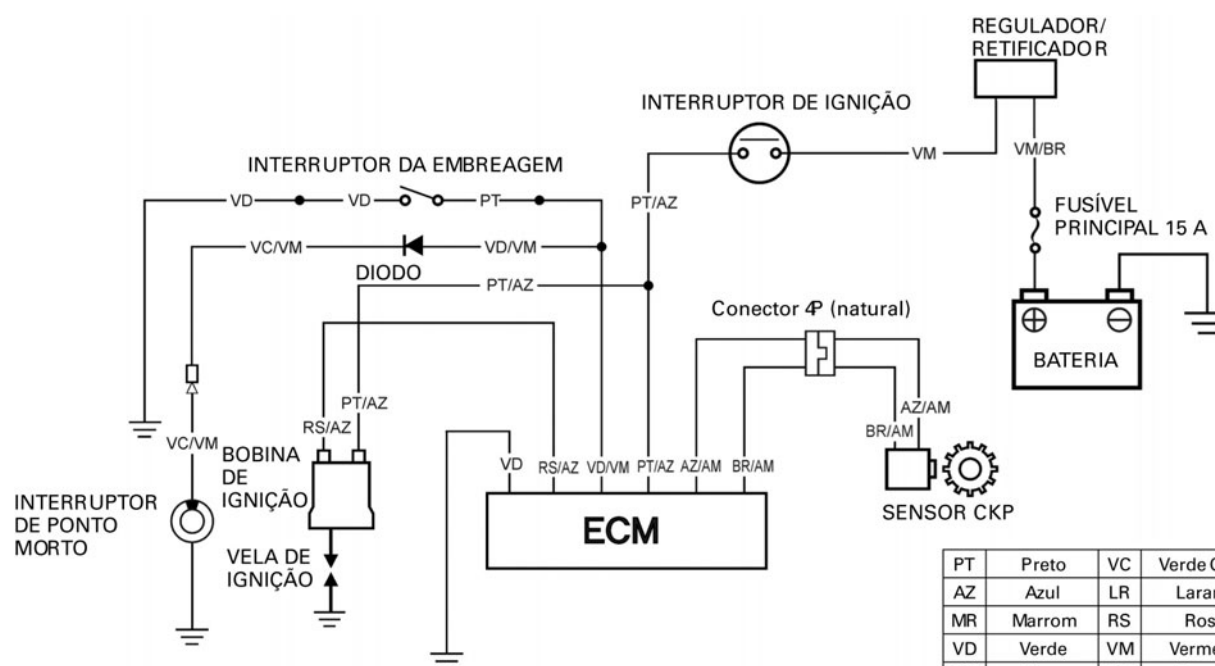 REGULADOR/
RETIFICADOR
INTERRUPTOR DE IGNIÇÃO
VM
VM/BR
INTERRUPTOR DA EMBREAGEM
VD
VD
PT
PT/AZ
FUSÍVEL
PRINCIPAL 15 A
VC/VM
VD/VM
DIODO
PT/AZ
Conector 4P (natural)
BATERIA
PT/AZ
RS/AZ
AZ/AM
BR/AM
VC/VM
BOBINA
DE
IGNIÇÃO
VD
RS/AZ
VD/VM
PT/AZ
AZ/AM
BR/AM
INTERRUPTOR
DE PONTO
MORTO
ECM
SENSOR CKP
VELA DE
IGNIÇÃO
PT Preto VC Verde
AZ Azul LR
MR Marrom RS
VD Verde VM